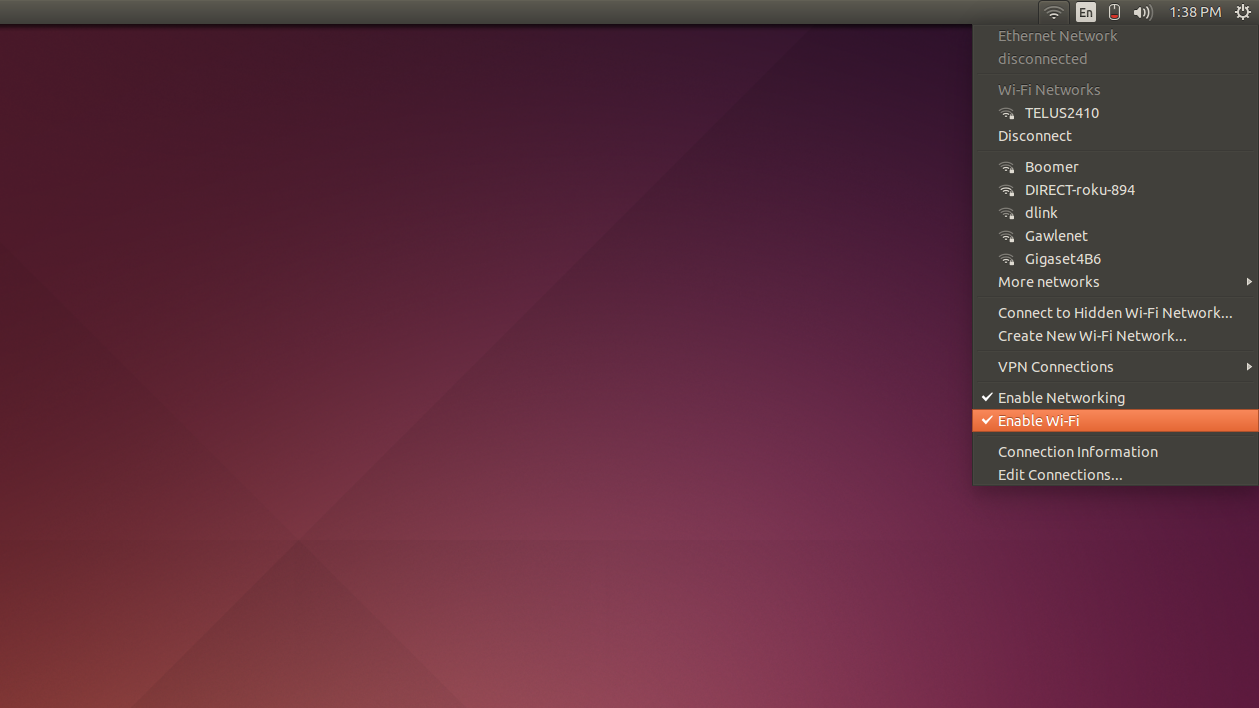 En
1:38 PM
Ethernet Network
disconnected
Wi-Fi Networks
TELUS2410
Disconnect
Boomer
DIRECT-roku-894
dlink
Gawlenet
Gigaset4B6
More networks
Connect to Hidden Wi-Fi Network...
Create New Wi-Fi Network...
VPN Connections
Enable Networking
Enable Wi-Fi
Connection Information
Edit Connections...